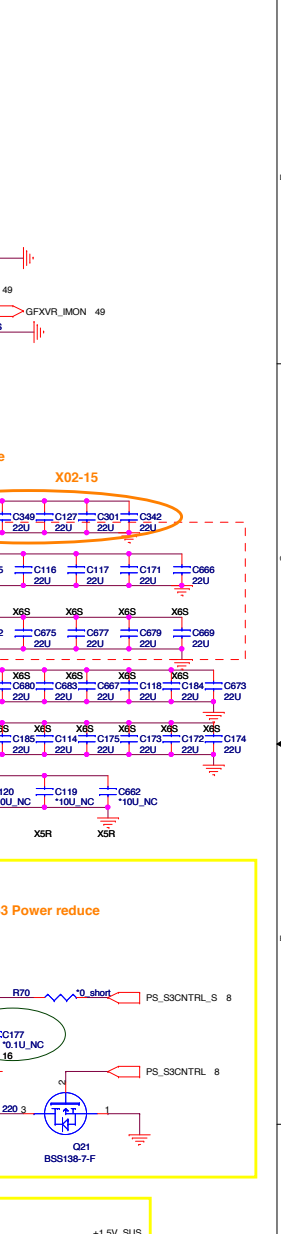 49
GFXVR_IMON 49
X02-15
C349 C127 C301 C342
22U 22U 22U 22U
C116 C117 C171 C666
22U 22U 22U 22U
X6S X6S X6S X6S
C675 C677 C679 C669
22U 22U 22U 22U
X6S X6S X6S X6S
C680 C683 C667 C118 C184 C673
22U 22U 22U 22U 22U 22U
X6S X6S X6S X6S X6S
C185 C114 C175 C173 C172 C174
22U 22U 22U 22U 22U 22U
C119 C662
*10U_NC *10U_NC
X5R X5R
3 Power reduce
R70 *0_short PS_S3CNTRL_S 8
C177
*0.1U_NC
16
PS_S3CNTRL 8
2
220 3 1
Q21
BSS138-7-F
+1.5V_SUS